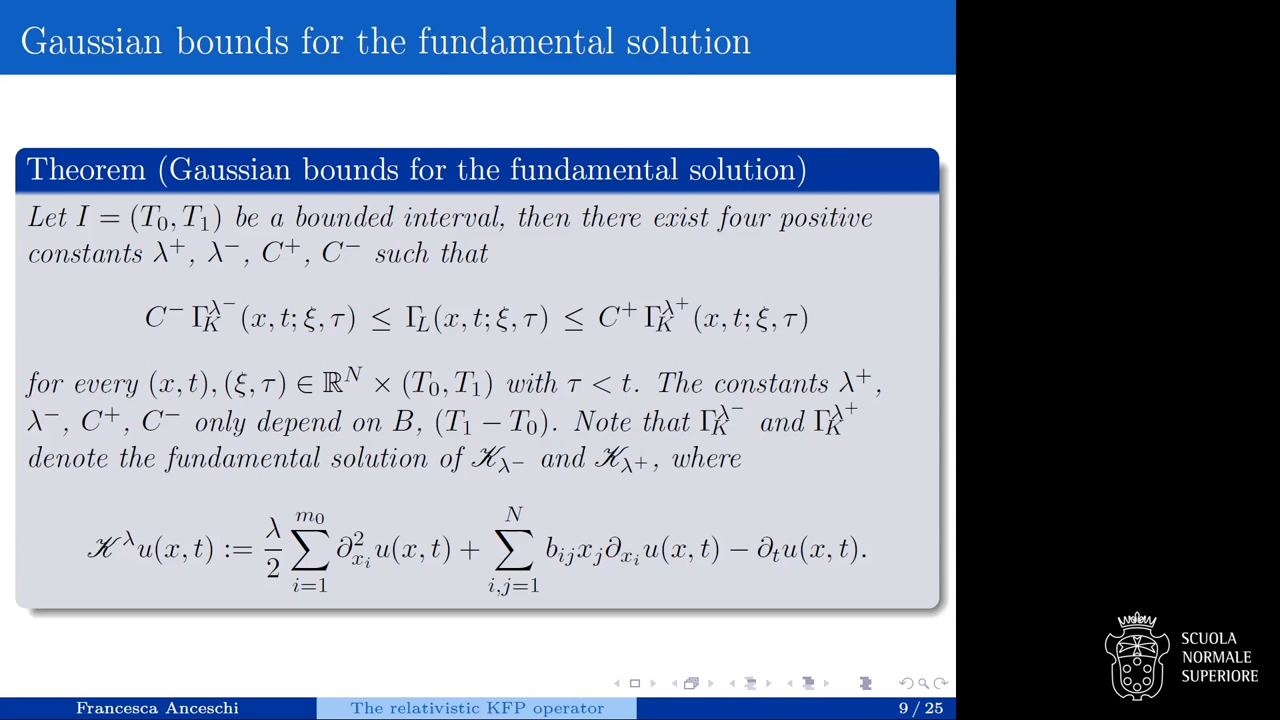 Gaussian bounds for the fundamental solution
Theorem (Gaussian bounds for the fundamental solution)
Let I = (T₀, T₁) be a bounded interval, then there exist four positive
constants λ⁺, λ⁻, C⁺, C⁻ such that
C⁻ Γ_K^{λ⁻}(x, t; ξ, τ) ≤ Γ_L(x, t; ξ, τ) ≤ C⁺ Γ_K^{λ⁺}(x, t; ξ, τ)
for every (x, t), (ξ, τ) ∈ ℝᴺ × (T₀, T₁) with τ < t. The constants λ⁺,
λ⁻, C⁺, C⁻ only depend on B, (T₁ − T₀). Note that Γ_K^{λ⁻} and Γ_K^{λ⁺}
denote the fundamental solution of 𝒦_{λ⁻} and 𝒦_{λ⁺}, where
𝒦^λ u(x, t) := λ/2 ∑_{i=1}^{m₀} ∂²_{x_i} u(x, t) + ∑_{i,j=1}^{N} b_{ij} x_j ∂_{x_i} u(x, t) − ∂_t u(x, t).
SCUOLA
NORMALE
SUPERIORE
Francesca Anceschi
The relativistic KFP operator
9 / 25